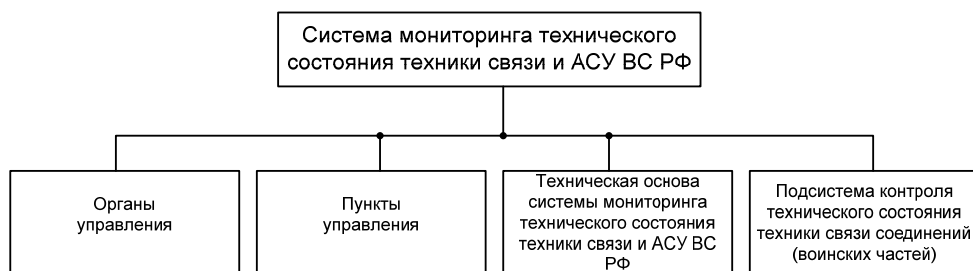 Система мониторинга технического
состояния техники связи и АСУ ВС РФ
Органы
управления
Пункты
управления
Техническая основа
системы мониторинга
технического состояния
техники связи и АСУ ВС
РФ
Подсистема контроля
технического состояния
техники связи соединений
(воинских частей)